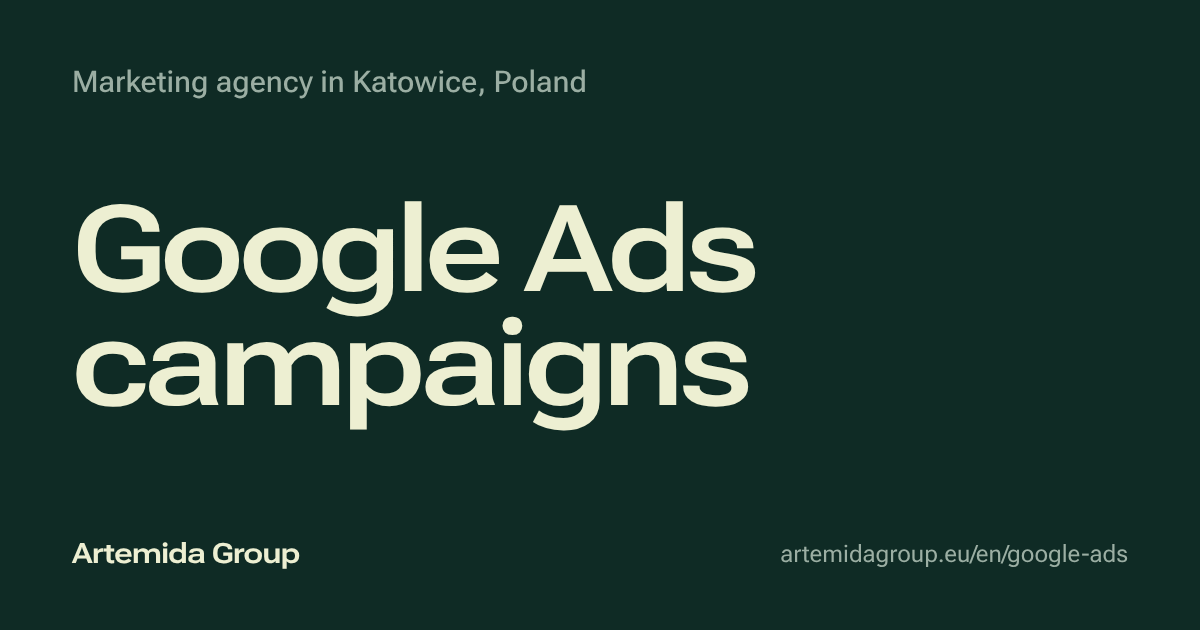 Marketing agency in Katowice, Poland
Google Ads
campaigns
Artemida Group
artemidagroup.eu/en/google-ads